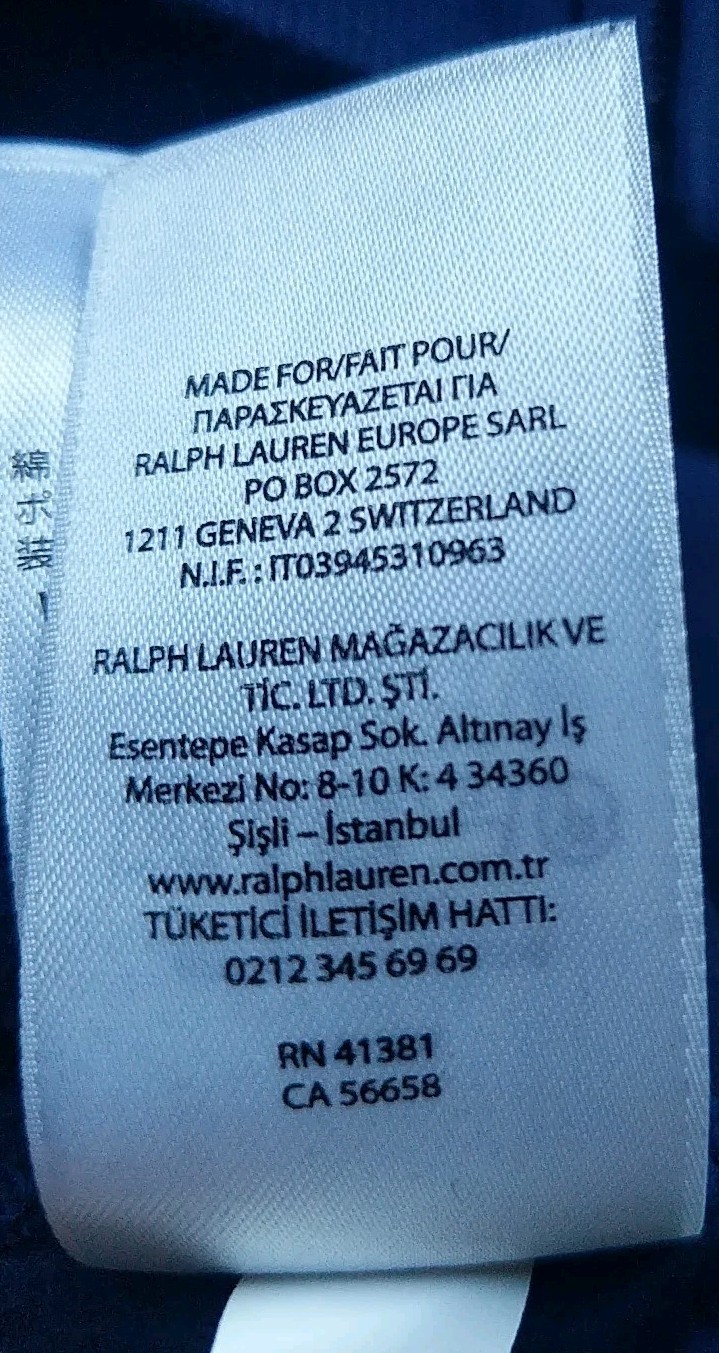 MADE FOR/FAIT POUR/
ΠΑΡΑΣΚΕΥΑΖΕΤΑΙ ΓΙΑ
RALPH LAUREN EUROPE SARL
PO BOX 2572
1211 GENEVA 2 SWITZERLAND
N.I.F. : IT03945310963
RALPH LAUREN MAĞAZACILIK VE
TİC. LTD. ŞTİ.
Esentepe Kasap Sok. Altınay İş
Merkezi No: 8-10 K: 4 34360
Şişli – İstanbul
www.ralphlauren.com.tr
TÜKETİCİ İLETİŞİM HATTI:
0212 345 69 69
RN 41381
CA 56658
綿
ポ
装